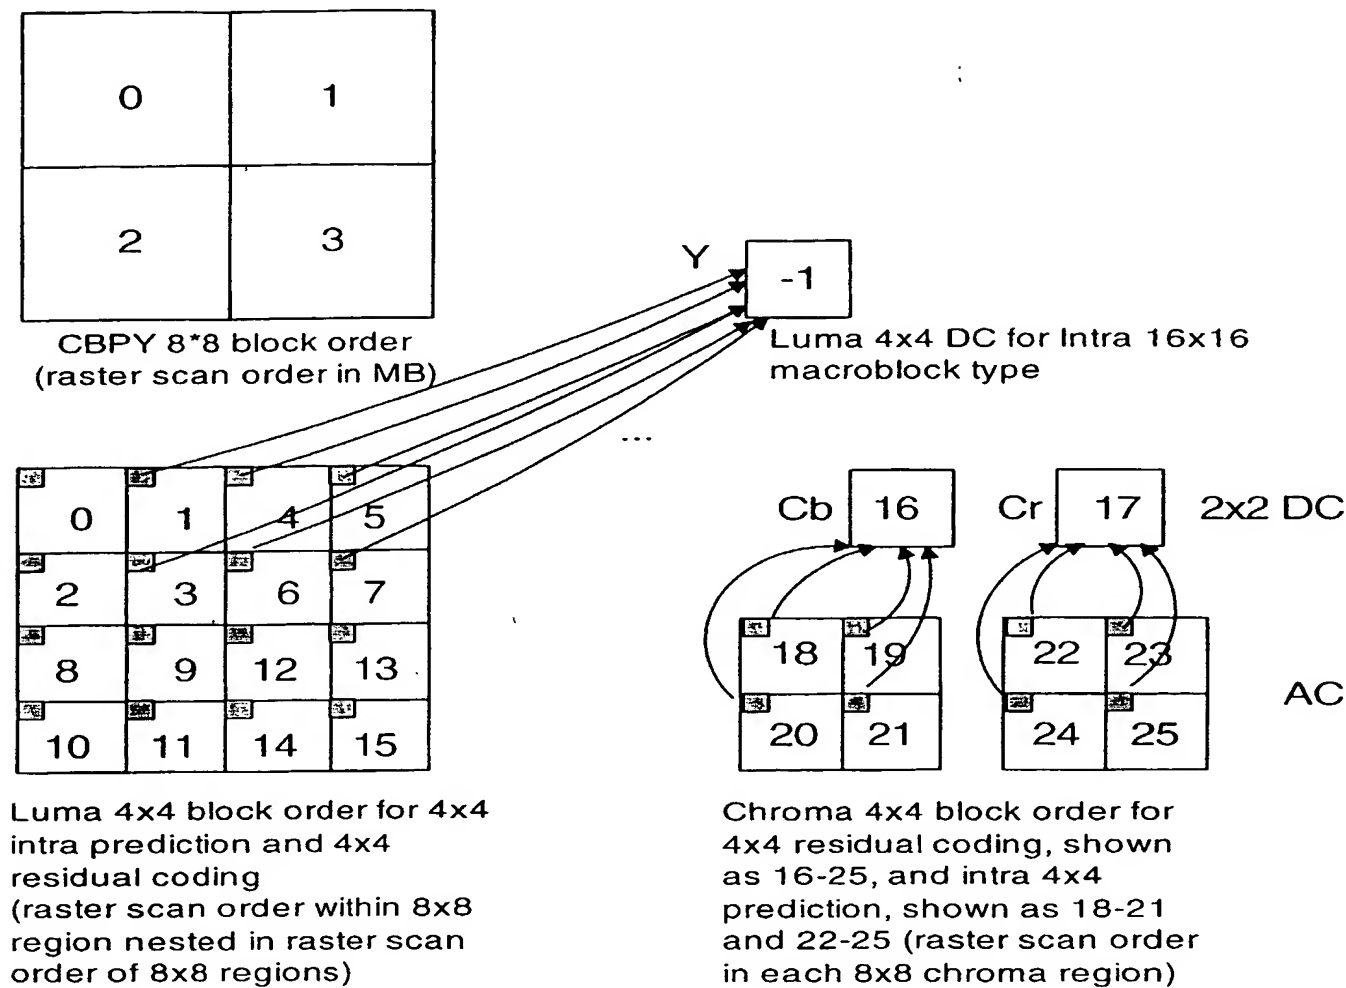 0 1
2 3
CBPY 8*8 block order
(raster scan order in MB)
Y
-1
Luma 4x4 DC for Intra 16x16
macroblock type
...
0 1 4 5
2 3 6 7
8 9 12 13
10 11 14 15
Luma 4x4 block order for 4x4
intra prediction and 4x4
residual coding
(raster scan order within 8x8
region nested in raster scan
order of 8x8 regions)
Cb 16 Cr 17 2x2 DC
18 19 22 23
AC
20 21 24 25
Chroma 4x4 block order for
4x4 residual coding, shown
as 16-25, and intra 4x4
prediction, shown as 18-21
and 22-25 (raster scan order
in each 8x8 chroma region)